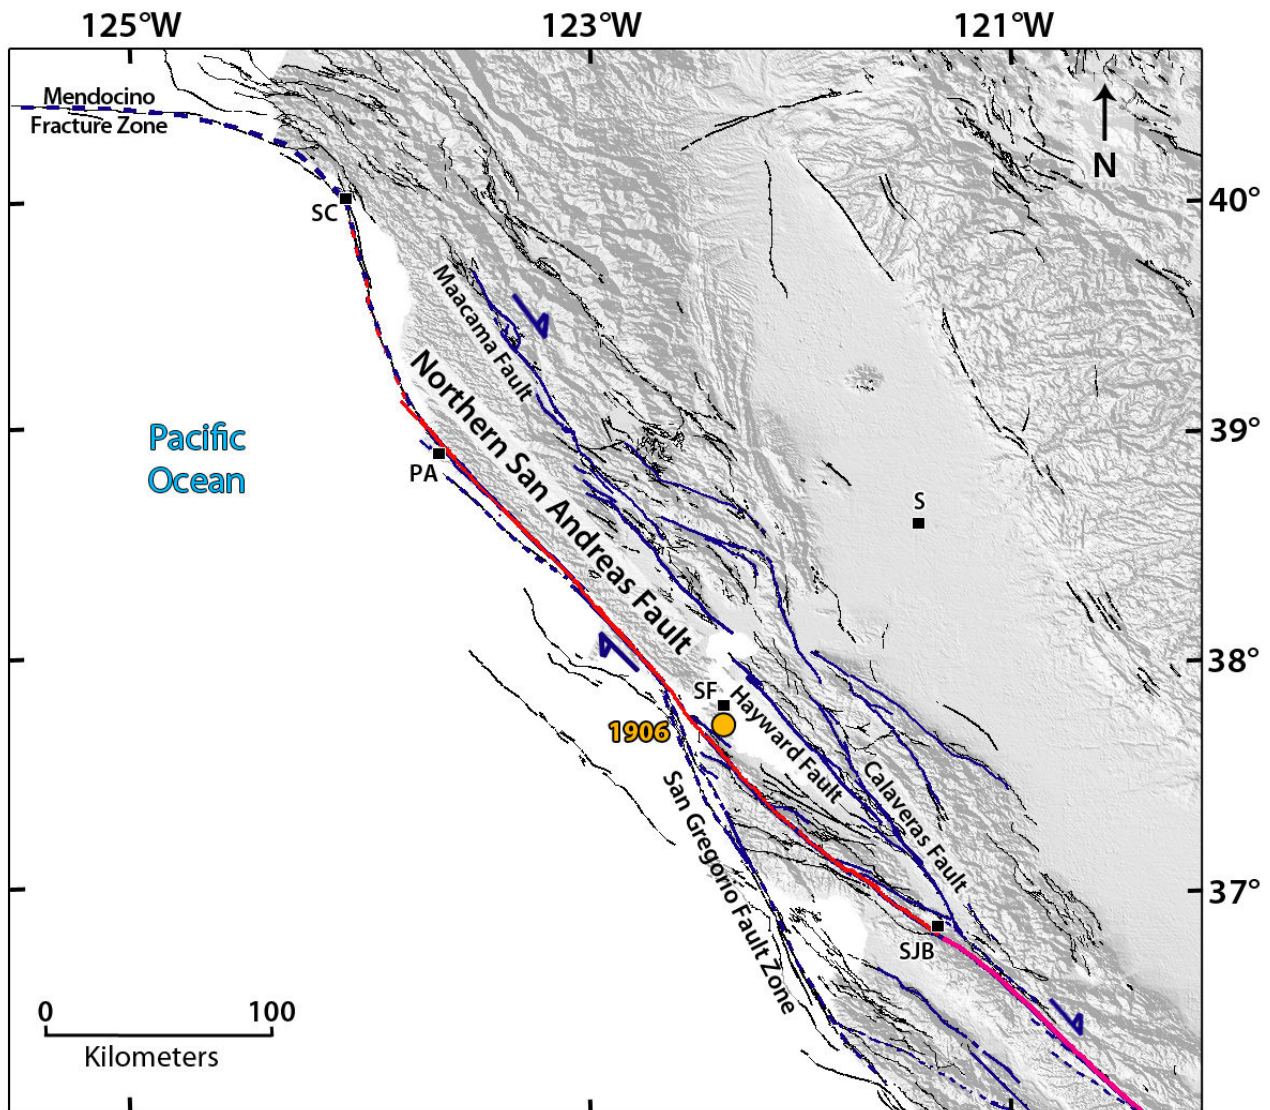 125°W
123°W
121°W
Mendocino
Fracture Zone
N
40°
SC
Maacama Fault
Northern San Andreas Fault
39°
Pacific
Ocean
PA
S
38°
SF
1906
Hayward Fault
Calaveras Fault
San Gregorio Fault Zone
37°
SJB
0 100
Kilometers